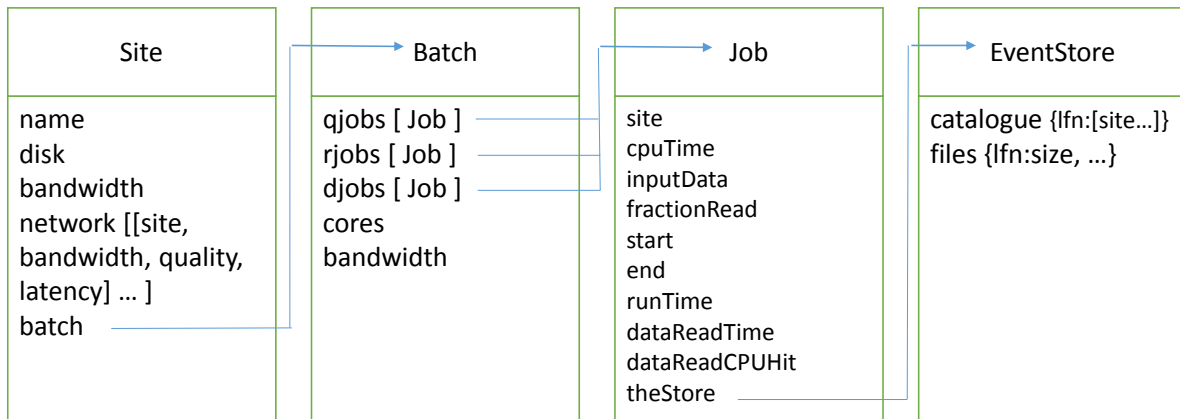 Site
name
disk
bandwidth
network [[site,
bandwidth, quality,
latency] … ]
batch
Batch
qjobs [ Job ]
rjobs [ Job ]
djobs [ Job ]
cores
bandwidth
Job
site
cpuTime
inputData
fractionRead
start
end
runTime
dataReadTime
dataReadCPUHit
theStore
EventStore
catalogue {lfn:[site…]}
files {lfn:size, …}